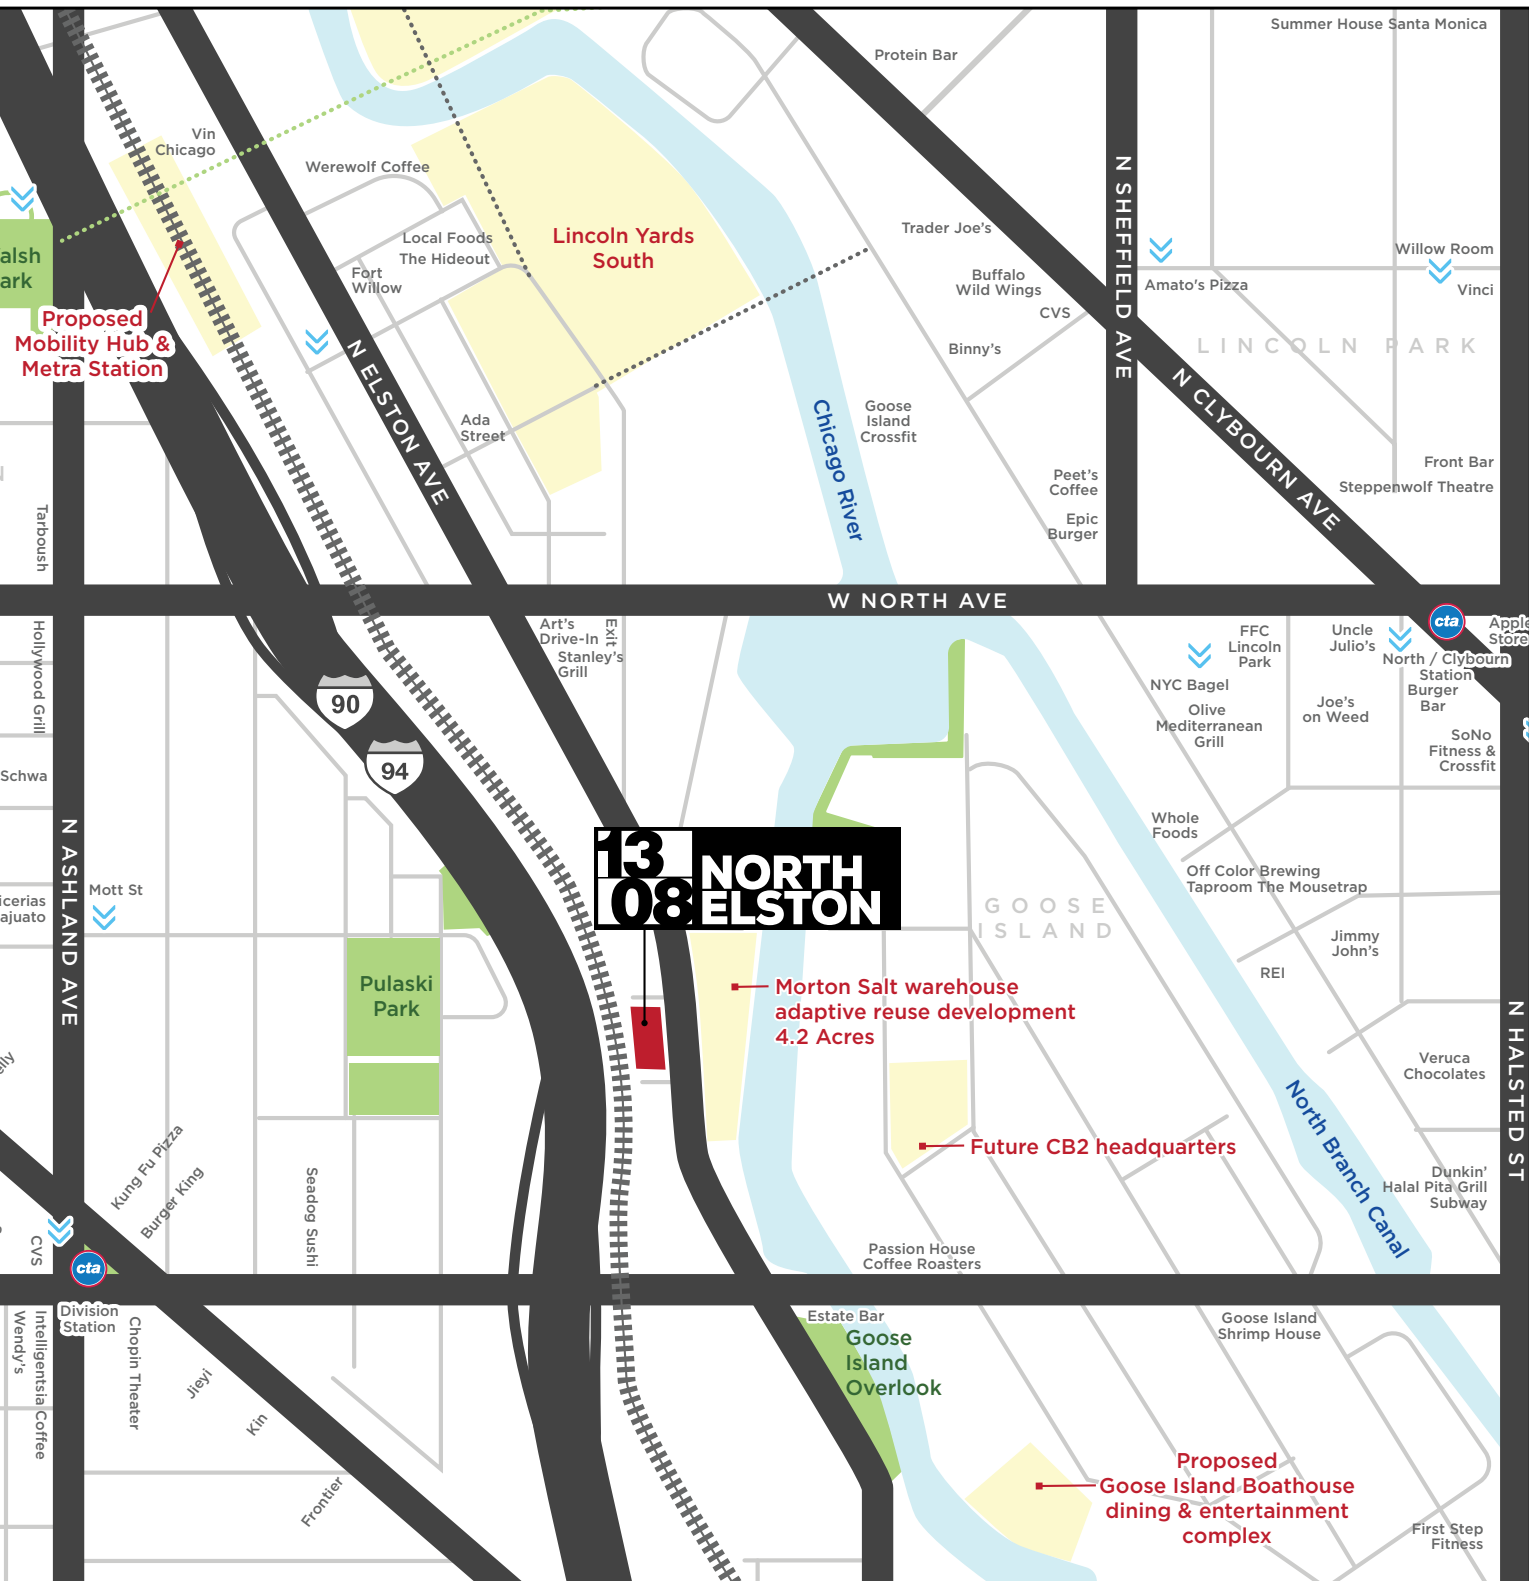 Summer House Santa Monica
Protein Bar
Vin
Chicago
Werewolf Coffee
Lincoln Yards
South
Local Foods
The Hideout
Fort
Willow
alsh
ark
Proposed
Mobility Hub &
Metra Station
Trader Joe's
Buffalo
Wild Wings
CVS
Binny's
N SHEFFIELD AVE
Willow Room
Amato's Pizza
Vinci
LINCOLN PARK
N ELSTON AVE
N CLYBOURN AVE
Ada
Street
Chicago River
Goose
Island
Crossfit
Peet's
Coffee
Epic
Burger
Front Bar
Steppenwolf Theatre
Tarboush
W NORTH AVE
Hollywood Grill
Art's
Drive-In
Exit
Stanley's
Grill
cta
Apple
Store
FFC
Lincoln
Park
Uncle
Julio's
North / Clybourn
Station
Burger
Bar
NYC Bagel
Olive
Mediterranean
Grill
Joe's
on Weed
SoNo
Fitness &
Crossfit
90
94
Schwa
Whole
Foods
N ASHLAND AVE
Mott St
icerias
ajuato
1308
NORTH
ELSTON
Off Color Brewing
Taproom The Mousetrap
GOOSE
ISLAND
Jimmy
John's
REI
Pulaski
Park
Morton Salt warehouse
adaptive reuse development
4.2 Acres
N HALSTED ST
elly
Veruca
Chocolates
Future CB2 headquarters
North Branch Canal
Kung Fu Pizza
Burger King
Seadog Sushi
Dunkin'
Halal Pita Grill
Subway
CVS
cta
Passion House
Coffee Roasters
Division
Station
Wendy's
Intelligentsia Coffee
Chopin Theater
Jieyi
Kin
Frontier
Estate Bar
Goose
Island
Overlook
Goose Island
Shrimp House
Proposed
Goose Island Boathouse
dining & entertainment
complex
First Step
Fitness